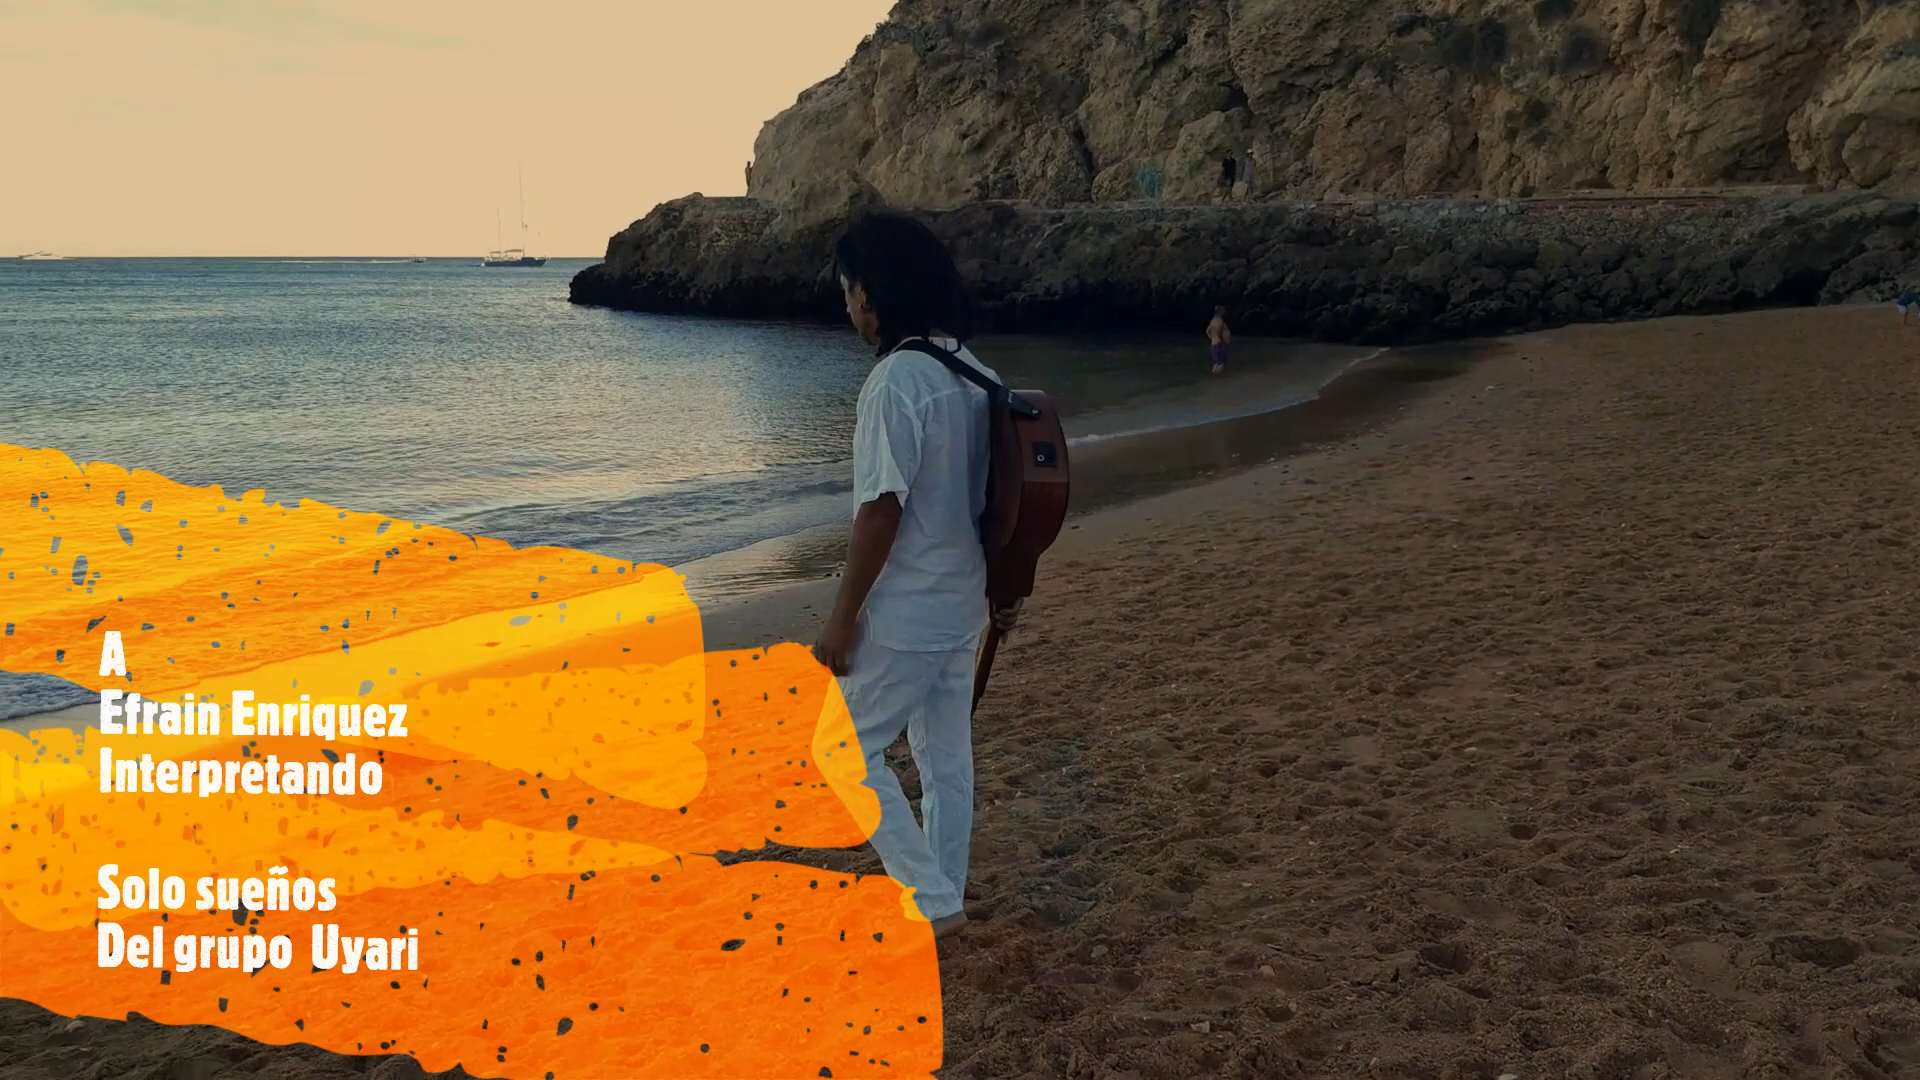 A
Efrain Enriquez
Interpretando
Solo sueños
Del grupo Uyari